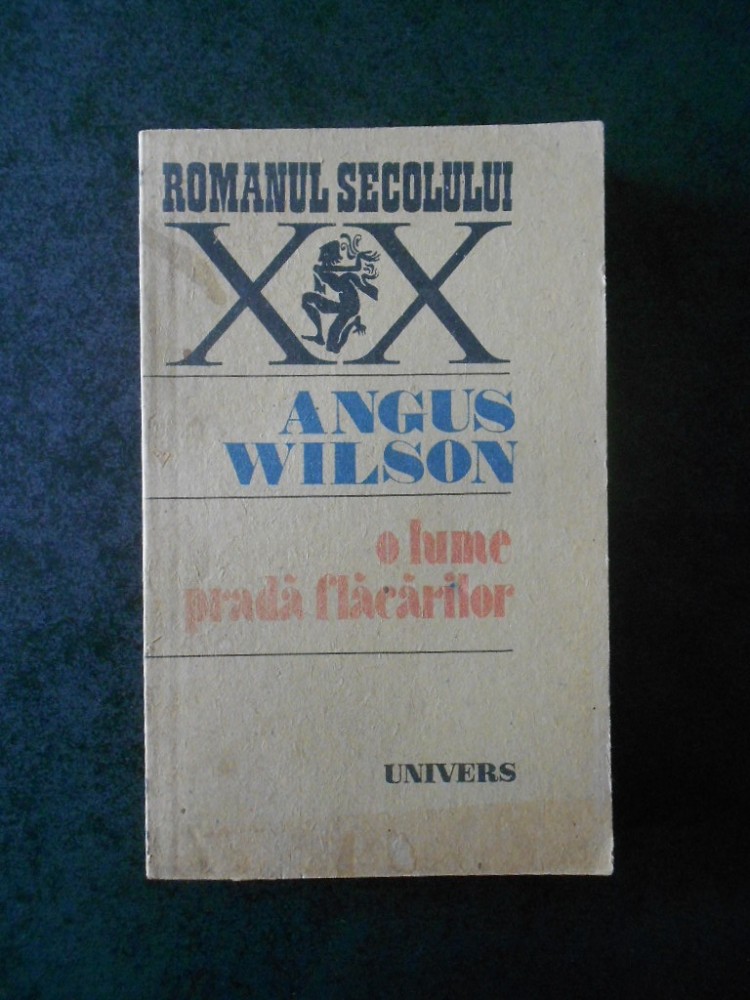 ROMANUL SECOLULUI
XX
ANGUS
WILSON
o lume
pradă flăcărilor
UNIVERS